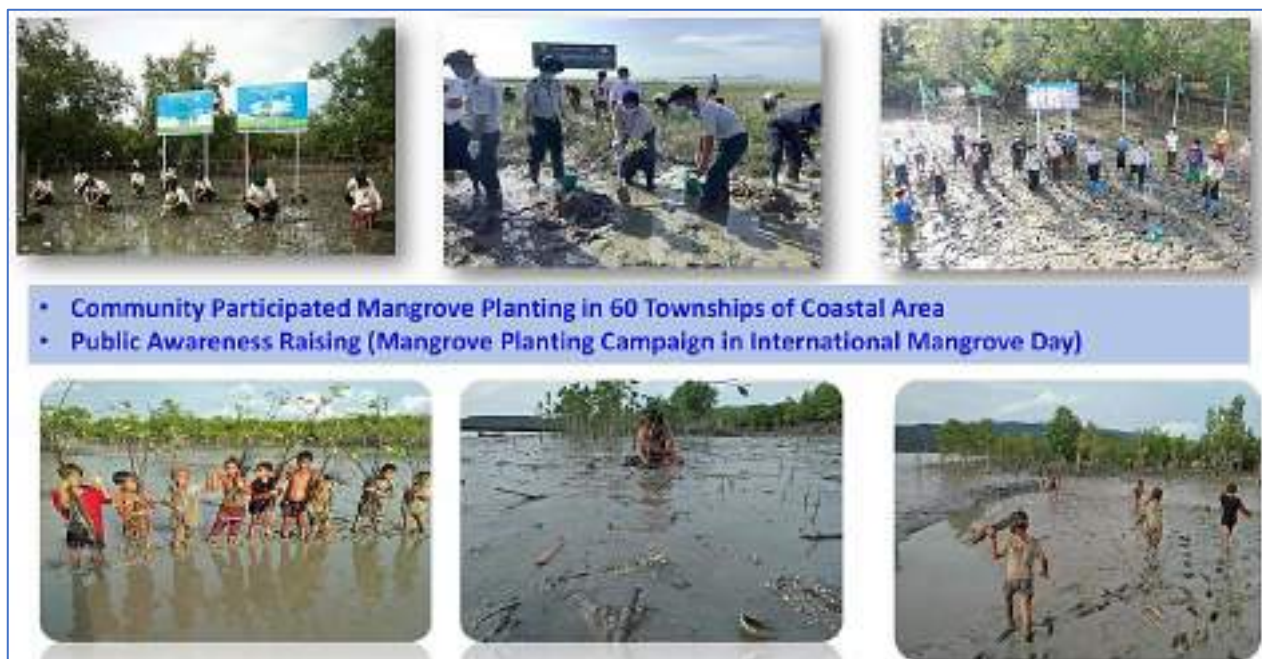 • Community Participated Mangrove Planting in 60 Townships of Coastal Area
• Public Awareness Raising (Mangrove Planting Campaign in International Mangrove Day)